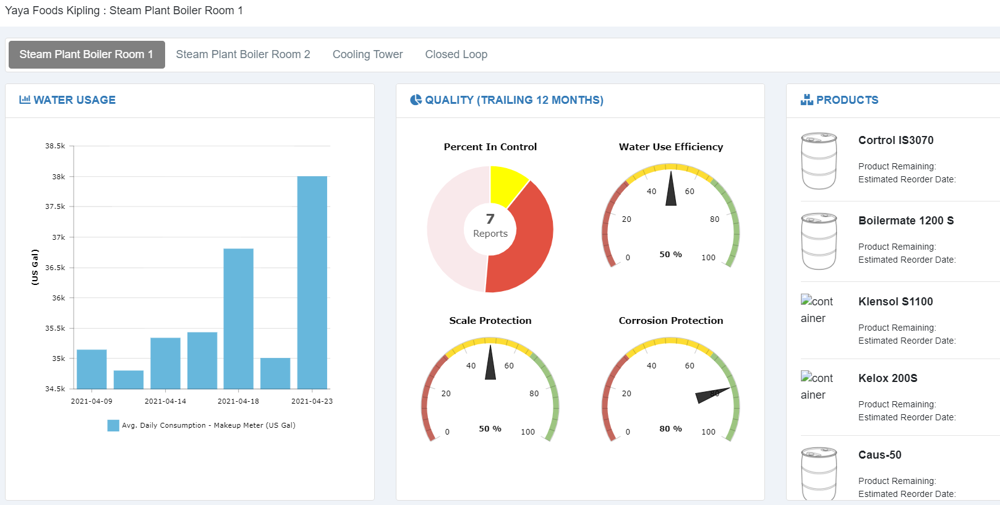 Yaya Foods Kipling : Steam Plant Boiler Room 1
Steam Plant Boiler Room 1
Steam Plant Boiler Room 2
Cooling Tower
Closed Loop
WATER USAGE
38.5k
38k
37.5k
37k
36.5k
36k
35.5k
35k
34.5k
(US Gal)
2021-04-09
2021-04-14
2021-04-18
2021-04-23
Avg. Daily Consumption - Makeup Meter (US Gal)
QUALITY (TRAILING 12 MONTHS)
Percent In Control
7
Reports
Water Use Efficiency
0
20
40
60
80
100
50 %
Scale Protection
0
20
40
60
80
100
50 %
Corrosion Protection
0
20
40
60
80
100
80 %
PRODUCTS
Cortrol IS3070
Product Remaining:
Estimated Reorder Date:
Boilermate 1200 S
Product Remaining:
Estimated Reorder Date:
cont
ainer
Klensol S1100
Product Remaining:
Estimated Reorder Date:
cont
ainer
Kelox 200S
Product Remaining:
Estimated Reorder Date:
Caus-50
Product Remaining:
Estimated Reorder Date: